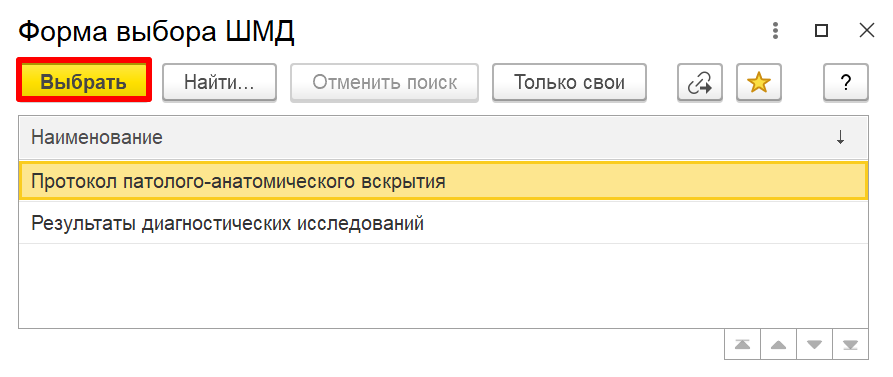 Форма выбора ШМД
Выбрать Найти... Отменить поиск Только свои ?
Наименование
Протокол патолого-анатомического вскрытия
Результаты диагностических исследований